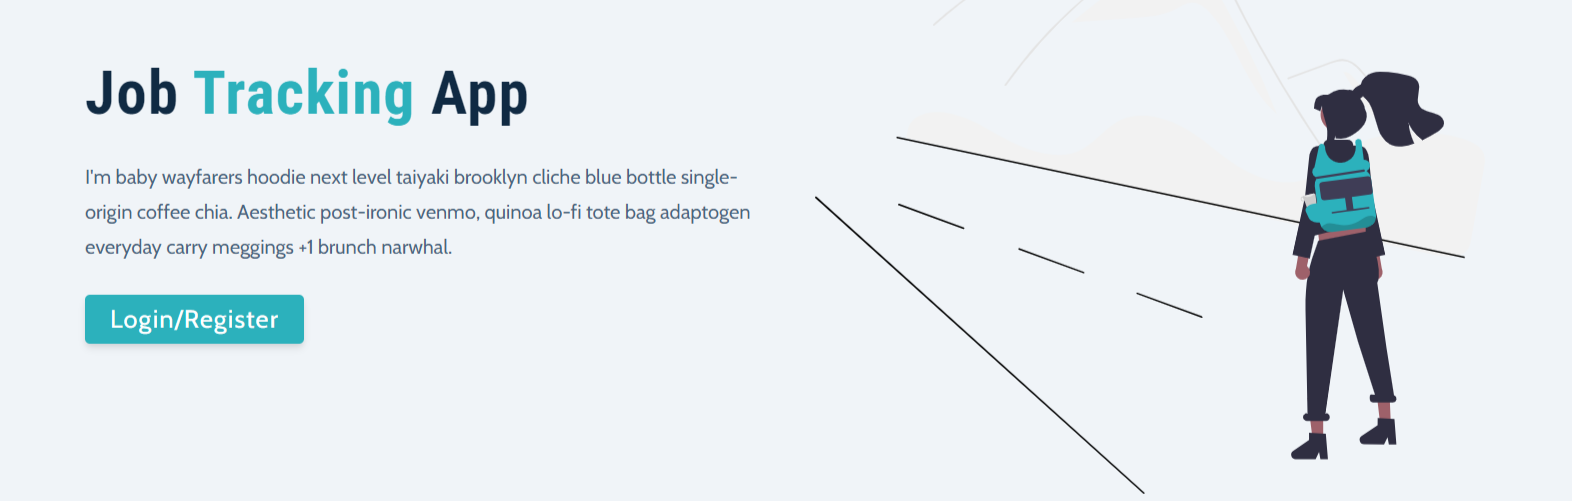 Job Tracking App
I'm baby wayfarers hoodie next level taiyaki brooklyn cliche blue bottle single-
origin coffee chia. Aesthetic post-ironic venmo, quinoa lo-fi tote bag adaptogen
everyday carry meggings +1 brunch narwhal.
Login/Register